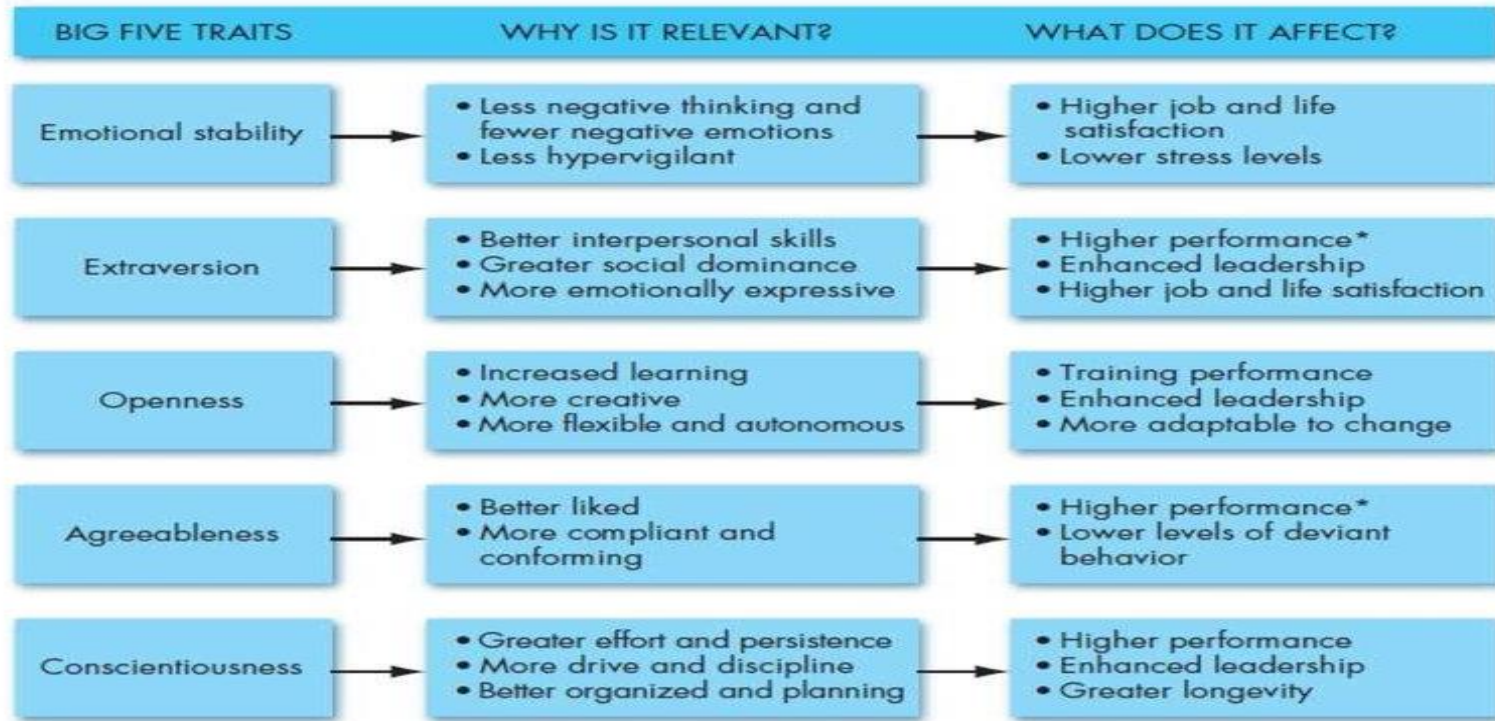 BIG FIVE TRAITS WHY IS IT RELEVANT? WHAT DOES IT AFFECT?
Emotional stability
• Less negative thinking and
fewer negative emotions
• Less hypervigilant
• Higher job and life
satisfaction
• Lower stress levels
Extraversion
• Better interpersonal skills
• Greater social dominance
• More emotionally expressive
• Higher performance*
• Enhanced leadership
• Higher job and life satisfaction
Openness
• Increased learning
• More creative
• More flexible and autonomous
• Training performance
• Enhanced leadership
• More adaptable to change
Agreeableness
• Better liked
• More compliant and
conforming
• Higher performance*
• Lower levels of deviant
behavior
Conscientiousness
• Greater effort and persistence
• More drive and discipline
• Better organized and planning
• Higher performance
• Enhanced leadership
• Greater longevity